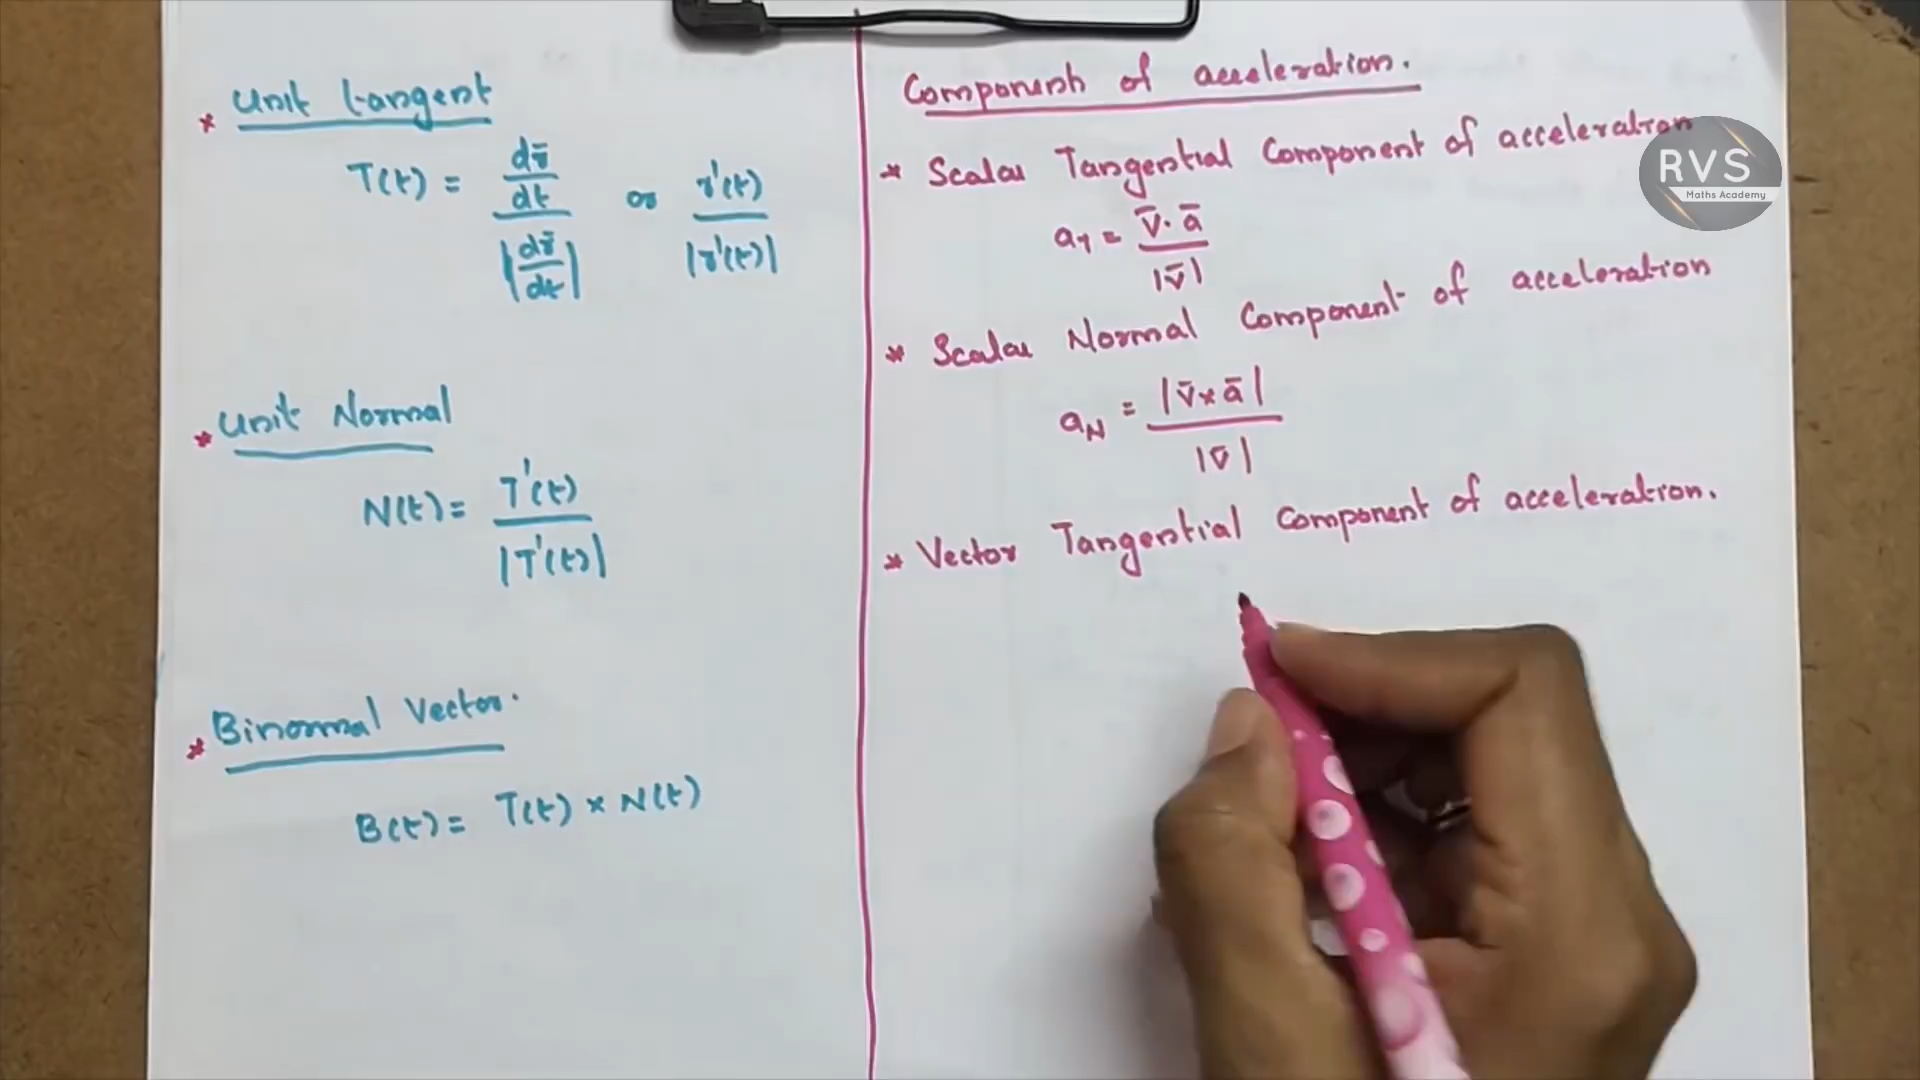 * Unit tangent
T(t) = dr̄/dt / |dr̄/dt| or r'(t) / |r'(t)|
* Unit Normal
N(t) = T'(t) / |T'(t)|
* Binormal Vector.
B(t) = T(t) × N(t)
Component of acceleration.
* Scalar Tangential Component of acceleration
a_T = v̄ · ā / |v̄|
* Scalar Normal Component of acceleration
a_N = |v̄ × ā| / |v̄|
* Vector Tangential Component of acceleration.
RVS
Maths Academy